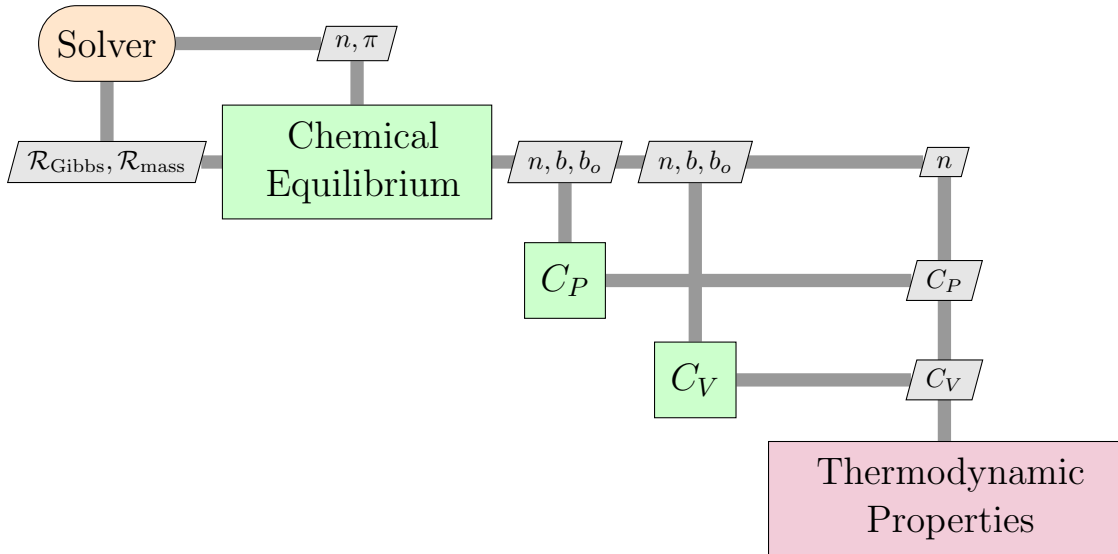 Solver
n, π
ℛ_Gibbs, ℛ_mass
Chemical
Equilibrium
n, b, b_o
n, b, b_o
n
C_P
C_P
C_V
C_V
Thermodynamic
Properties